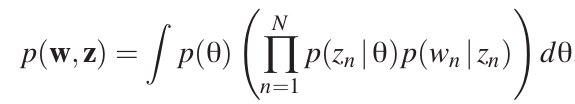 p(w, z) = ∫ p(θ) ( ∏_{n=1}^{N} p(z_n | θ) p(w_n | z_n) ) dθ.